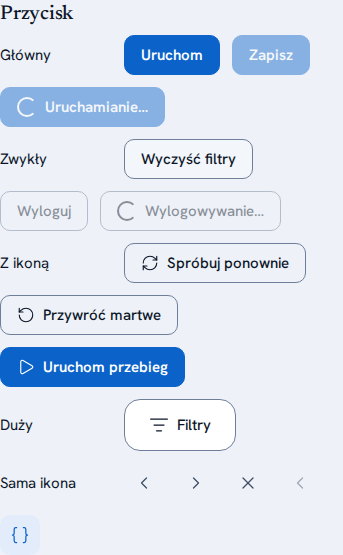 Przycisk
Główny Uruchom Zapisz
Uruchamianie...
Zwykły Wyczyść filtry
Wyloguj Wylogowywanie...
Z ikoną Spróbuj ponownie
Przywróć martwe
Uruchom przebieg
Duży Filtry
Sama ikona
{ }